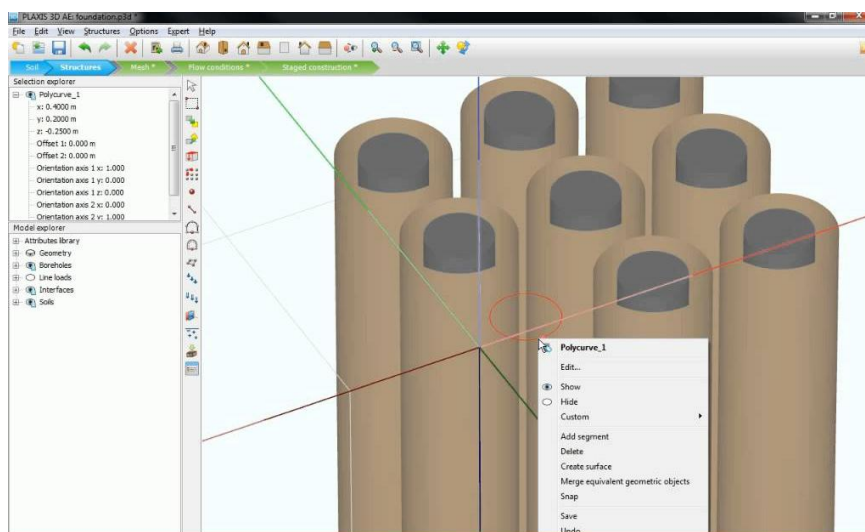 PLAXIS 3D AE: foundation.p3d *
File Edit View Structures Options Expert Help
Soil Structures Mesh * Flow conditions * Staged construction *
Selection explorer
Polycurve_1
x: 0.4000 m
y: 0.2000 m
z: -0.2500 m
Offset 1: 0.000 m
Offset 2: 0.000 m
Orientation axis 1 x: 1.000
Orientation axis 1 y: 0.000
Orientation axis 1 z: 0.000
Orientation axis 2 x: 0.000
Orientation axis 2 y: 1.000
Model explorer
Attributes library
Geometry
Boreholes
Line loads
Interfaces
Soils
Polycurve_1
Edit...
Show
Hide
Custom
Add segment
Delete
Create surface
Merge equivalent geometric objects
Snap
Save
Undo